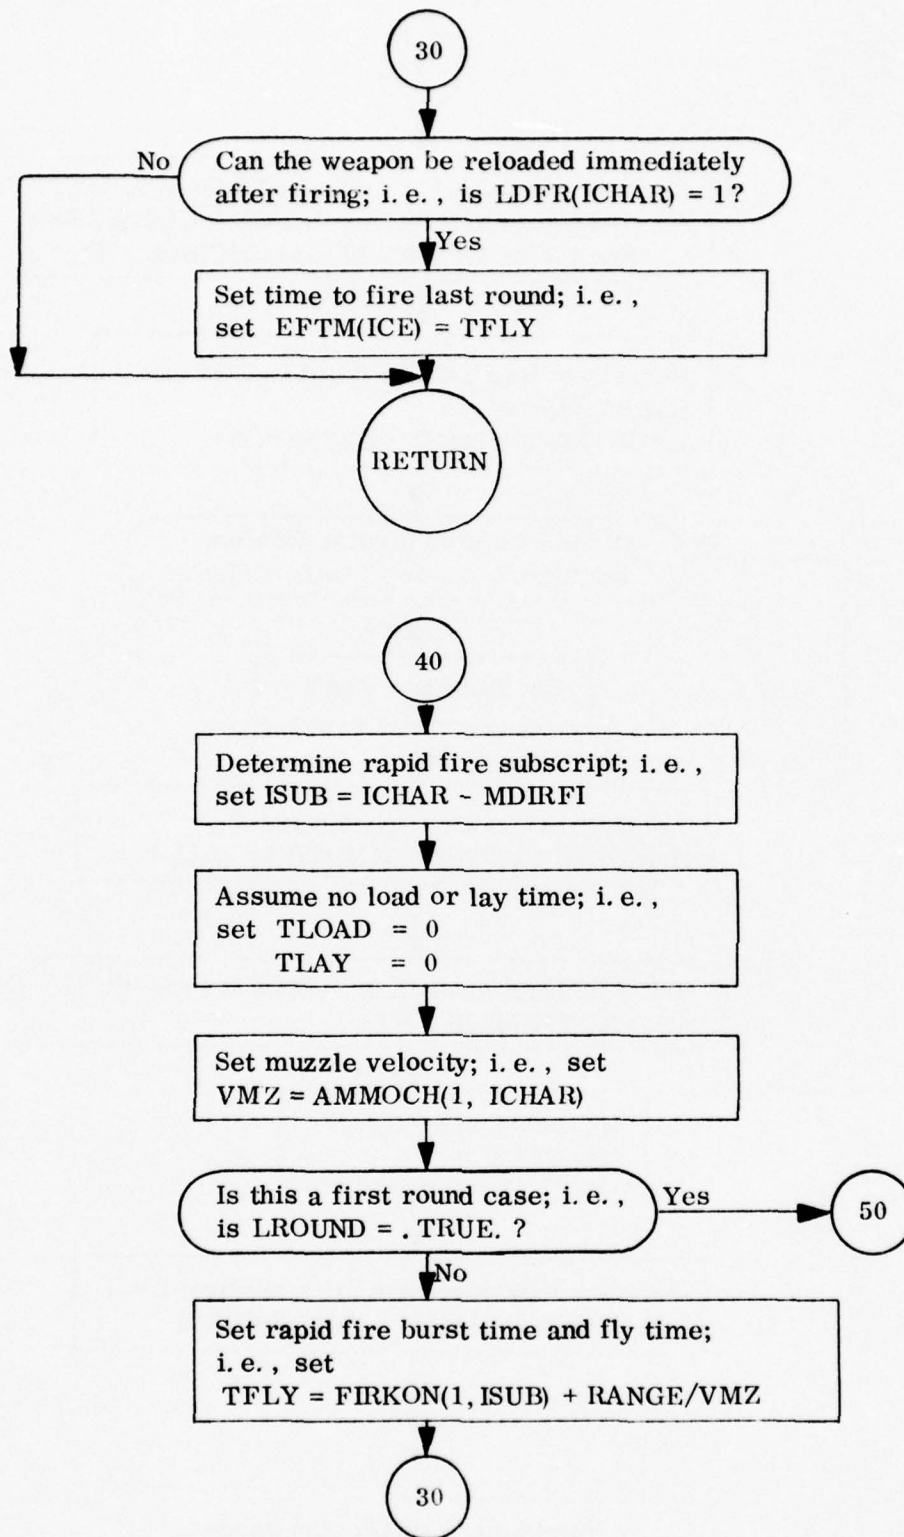 30
Can the weapon be reloaded immediately
after firing; i. e. , is LDFR(ICHAR) = 1?
No
Yes
Set time to fire last round; i. e. ,
set EFTM(ICE) = TFLY
RETURN
40
Determine rapid fire subscript; i. e. ,
set ISUB = ICHAR - MDIRFI
Assume no load or lay time; i. e. ,
set TLOAD = 0
TLAY = 0
Set muzzle velocity; i. e. , set
VMZ = AMMOCH(1, ICHAR)
Is this a first round case; i. e. ,
is LROUND = . TRUE. ?
Yes
50
No
Set rapid fire burst time and fly time;
i. e. , set
TFLY = FIRKON(1, ISUB) + RANGE/VMZ
30